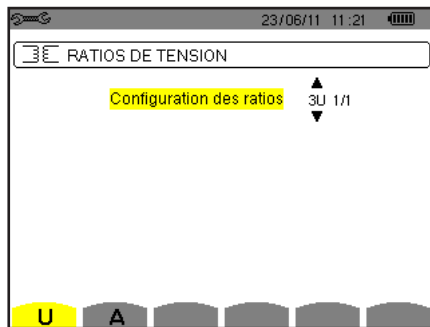 23/06/11 11:21
RATIOS DE TENSION
Configuration des ratios 3U 1/1
U A